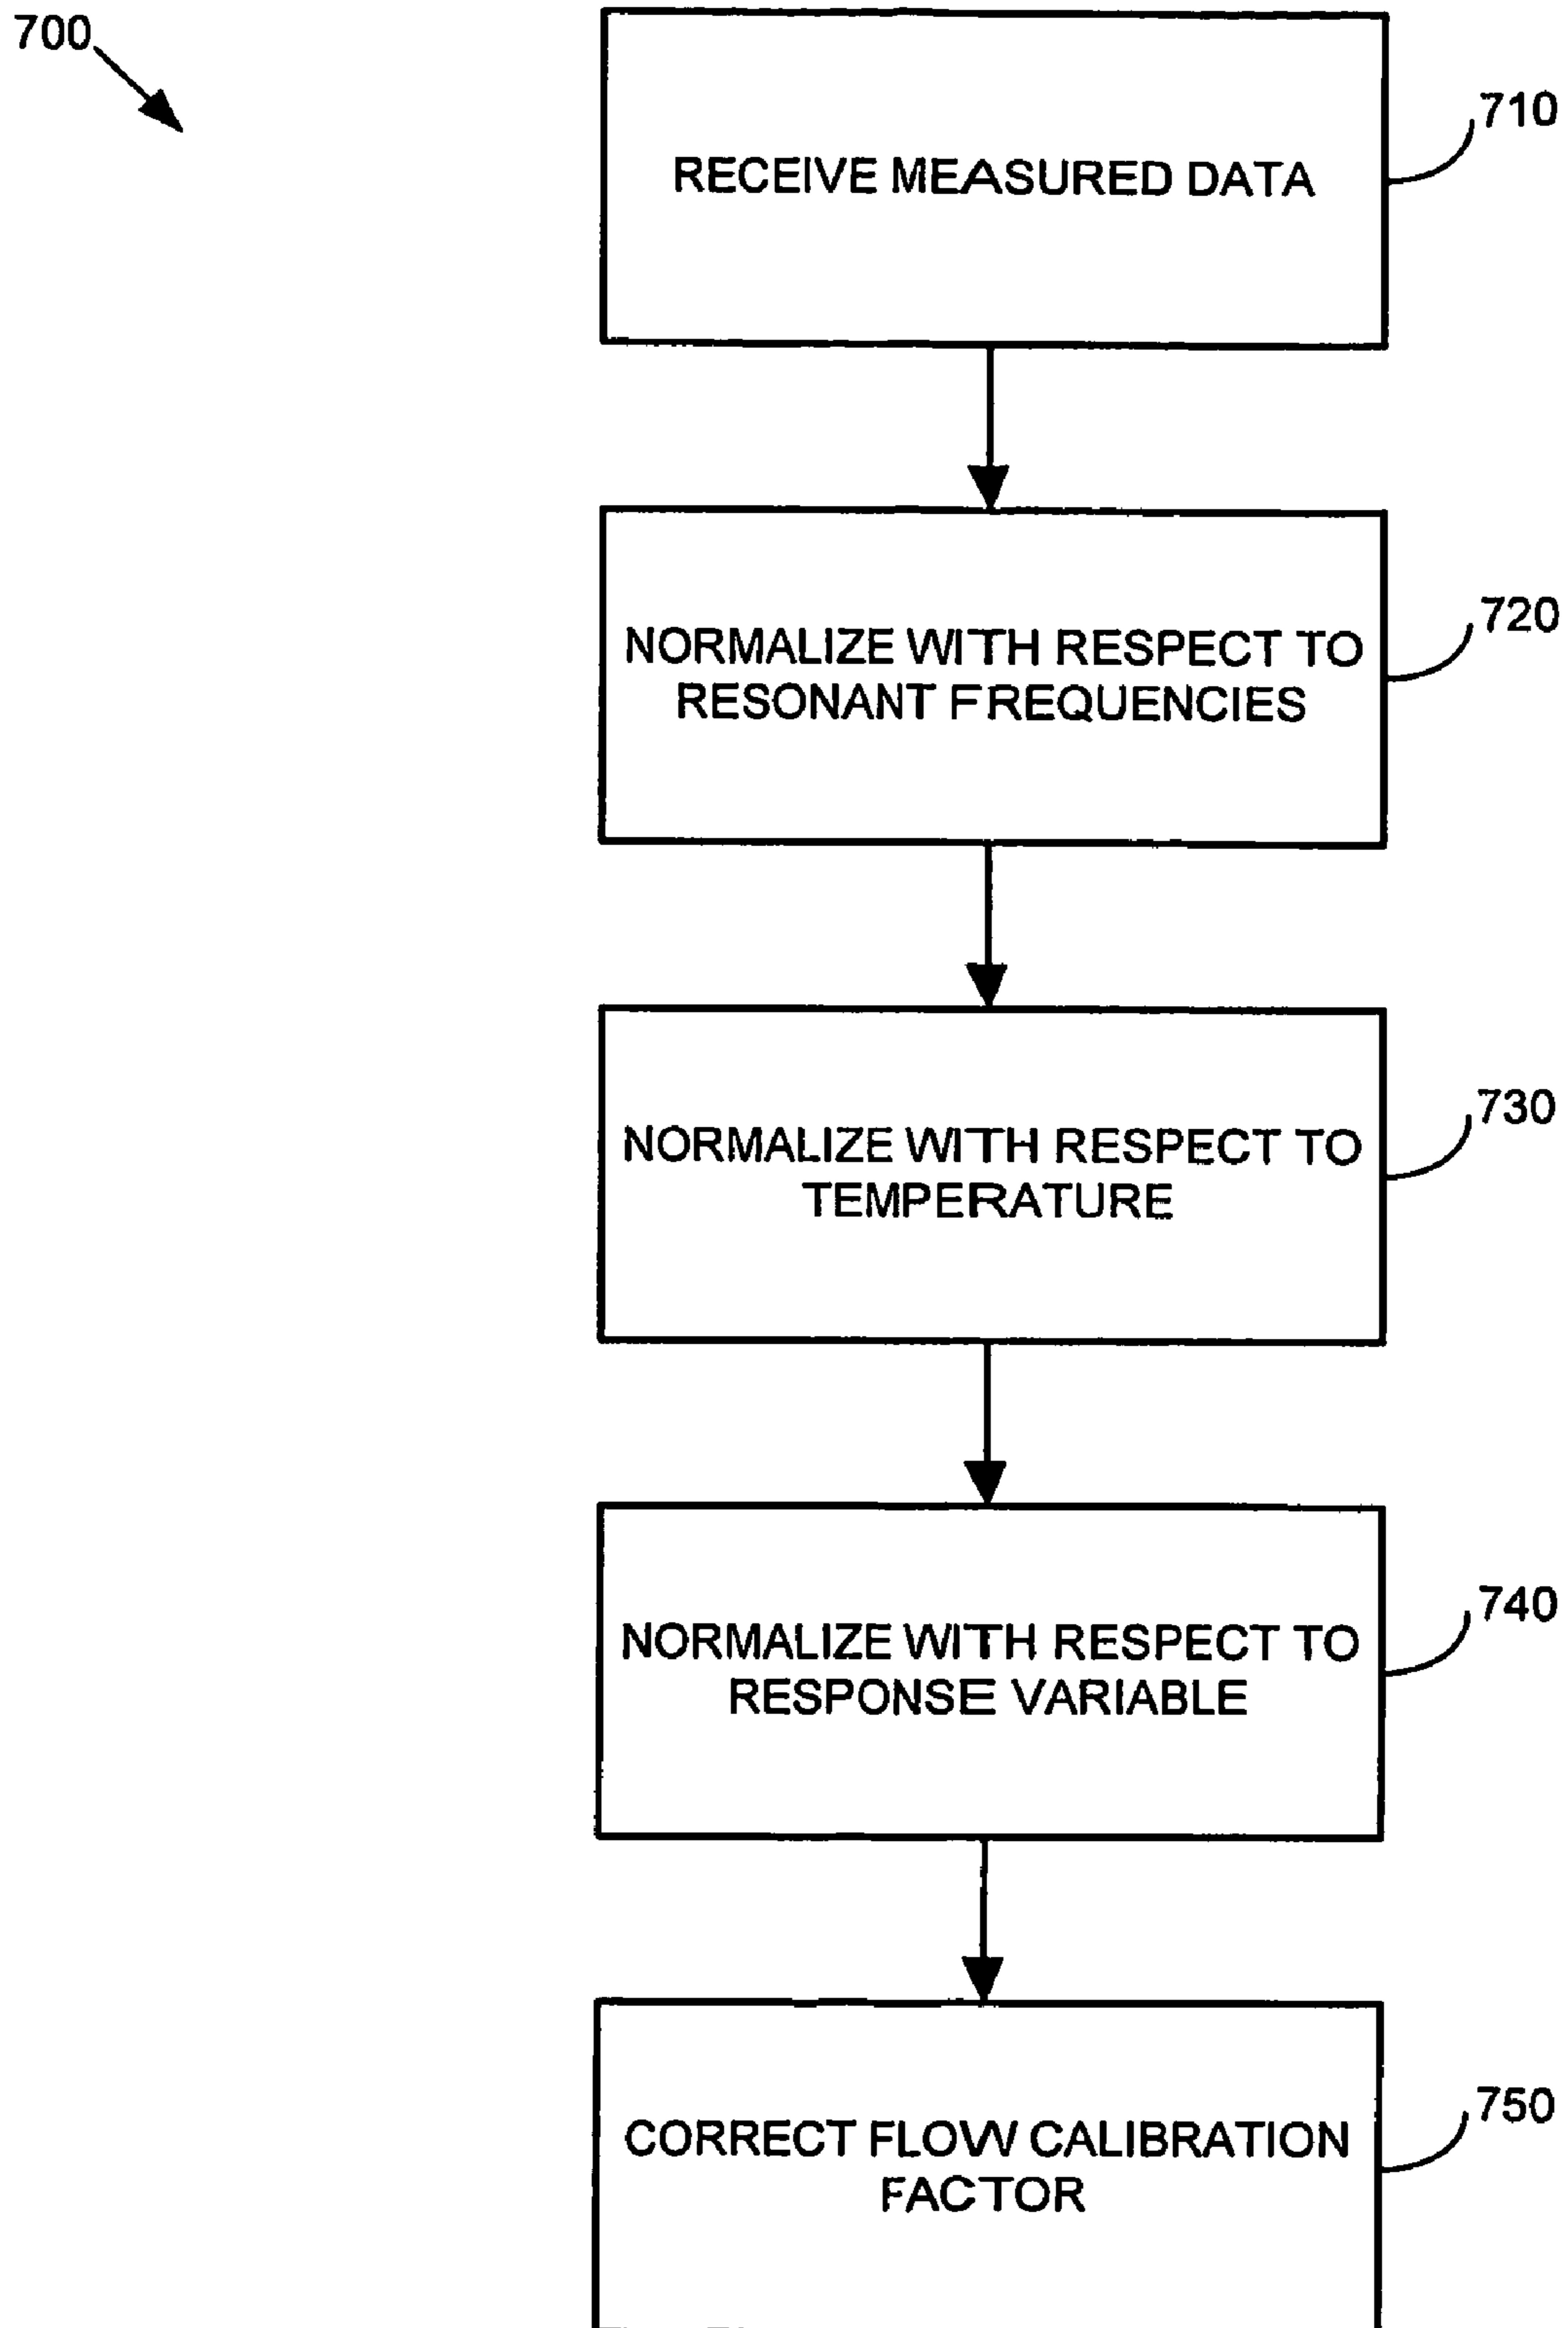 700
710
RECEIVE MEASURED DATA
720
NORMALIZE WITH RESPECT TO
RESONANT FREQUENCIES
730
NORMALIZE WITH RESPECT TO
TEMPERATURE
740
NORMALIZE WITH RESPECT TO
RESPONSE VARIABLE
750
CORRECT FLOW CALIBRATION
FACTOR